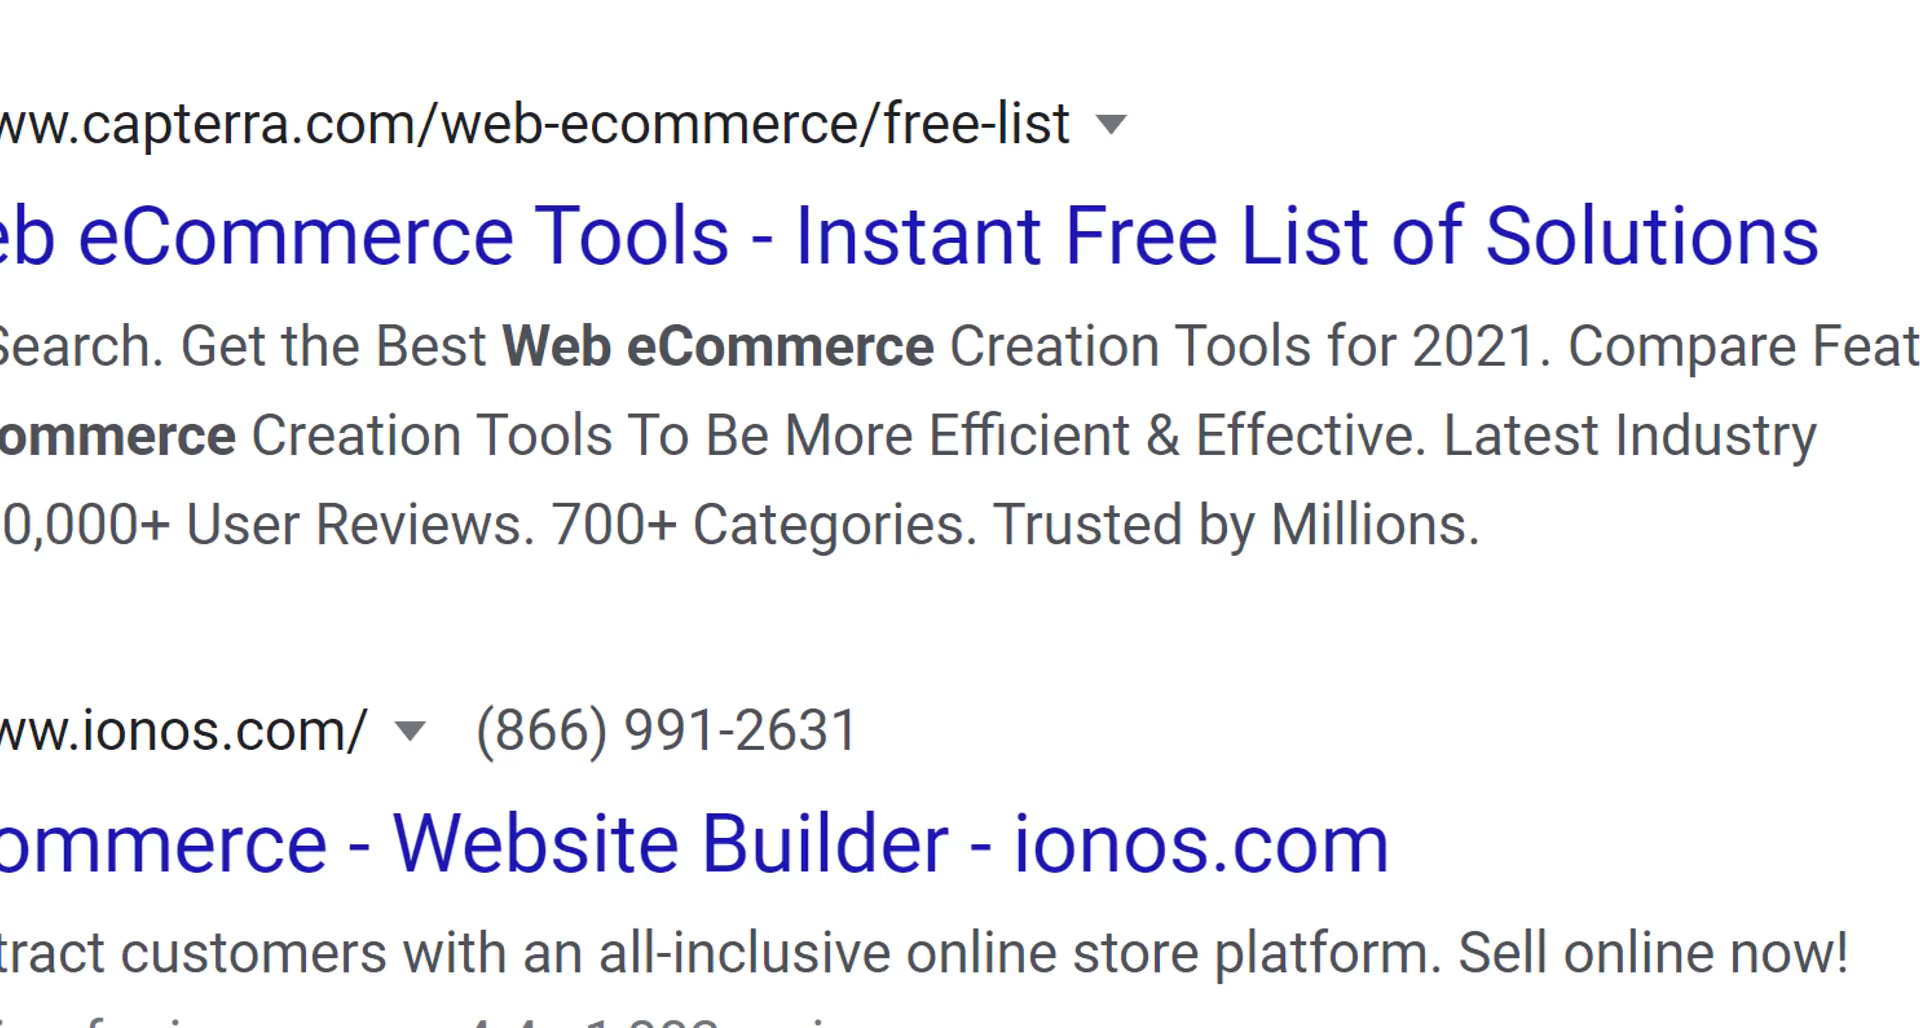 ww.capterra.com/web-ecommerce/free-list
eb eCommerce Tools - Instant Free List of Solutions
Search. Get the Best Web eCommerce Creation Tools for 2021. Compare Feat
ommerce Creation Tools To Be More Efficient & Effective. Latest Industry
0,000+ User Reviews. 700+ Categories. Trusted by Millions.
ww.ionos.com/ (866) 991-2631
ommerce - Website Builder - ionos.com
tract customers with an all-inclusive online store platform. Sell online now!